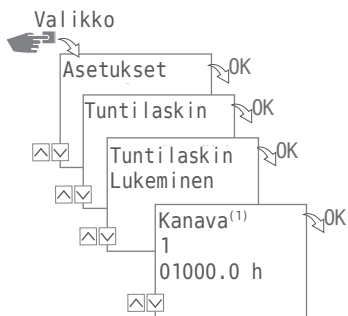 Valikko
Asetukset
OK
Tuntilaskin
OK
Tuntilaskin
Lukeminen
OK
Kanava(1)
OK
1
01000.0 h